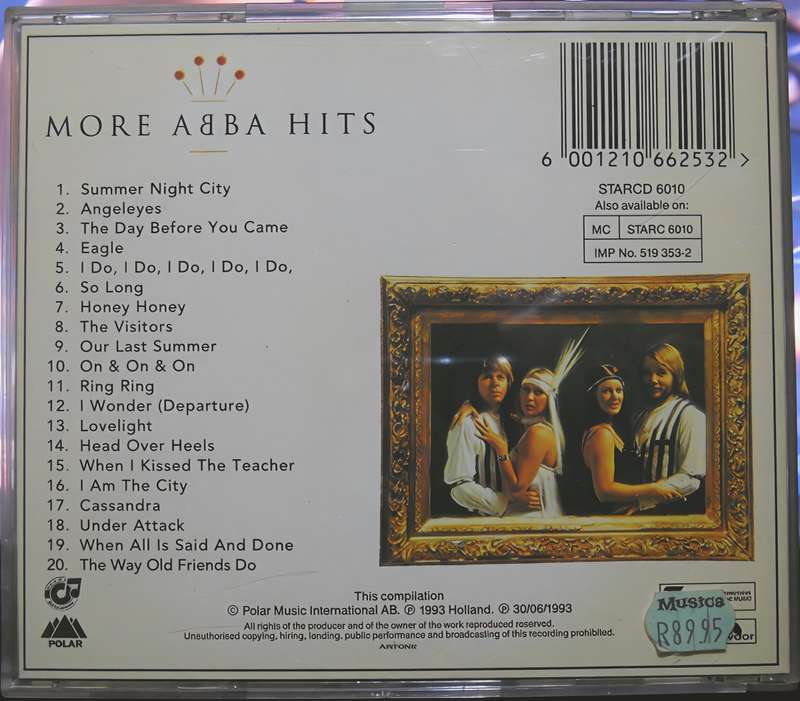 MORE ABBA HITS
6 001210 662532 >
STARCD 6010
Also available on:
MC STARC 6010
IMP No. 519 353-2
1. Summer Night City
2. Angeleyes
3. The Day Before You Came
4. Eagle
5. I Do, I Do, I Do, I Do, I Do,
6. So Long
7. Honey Honey
8. The Visitors
9. Our Last Summer
10. On & On & On
11. Ring Ring
12. I Wonder (Departure)
13. Lovelight
14. Head Over Heels
15. When I Kissed The Teacher
16. I Am The City
17. Cassandra
18. Under Attack
19. When All Is Said And Done
20. The Way Old Friends Do
POLAR
This compilation
© Polar Music International AB. ℗ 1993 Holland. ℗ 30/06/1993
All rights of the producer and of the owner of the work reproduced reserved.
Unauthorised copying, hiring, lending, public performance and broadcasting of this recording prohibited.
Musica
R89.95